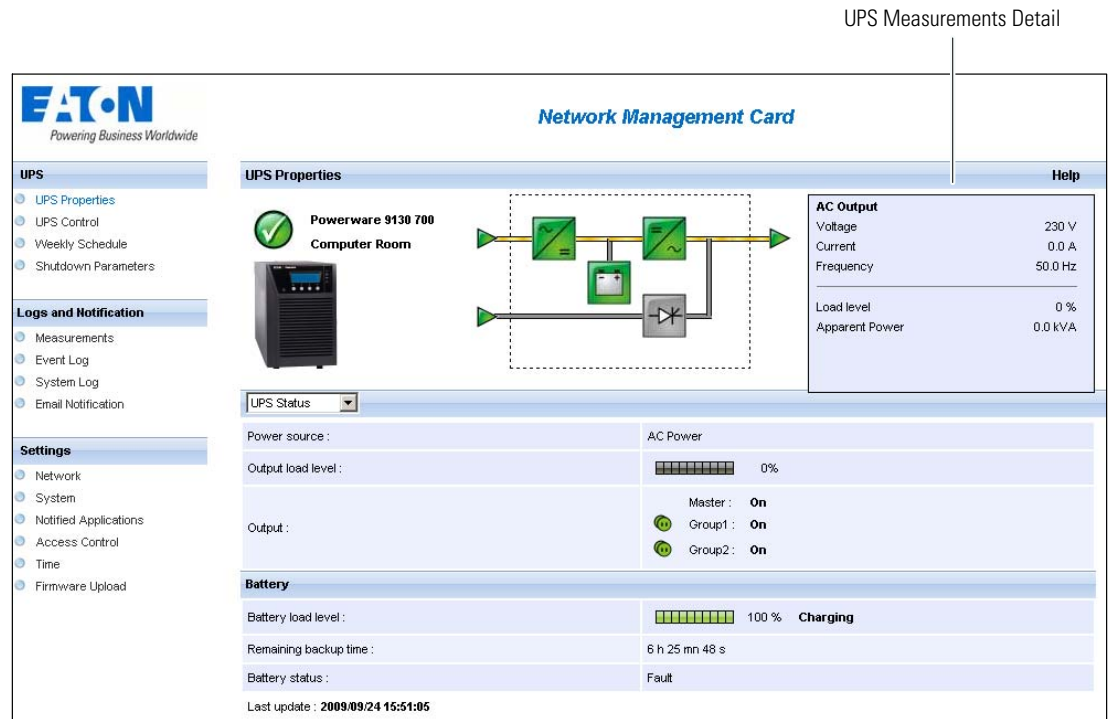 UPS Measurements Detail
EATON
Powering Business Worldwide
Network Management Card
UPS
UPS Properties
UPS Control
Weekly Schedule
Shutdown Parameters
Logs and Notification
Measurements
Event Log
System Log
Email Notification
Settings
Network
System
Notified Applications
Access Control
Time
Firmware Upload
UPS Properties Help
Powerware 9130 700
Computer Room
AC Output
Voltage 230 V
Current 0.0 A
Frequency 50.0 Hz
Load level 0 %
Apparent Power 0.0 kVA
UPS Status
Power source : AC Power
Output load level : 0%
Output :
Master : On
Group1 : On
Group2 : On
Battery
Battery load level : 100 % Charging
Remaining backup time : 6 h 25 mn 48 s
Battery status : Fault
Last update : 2009/09/24 15:51:05